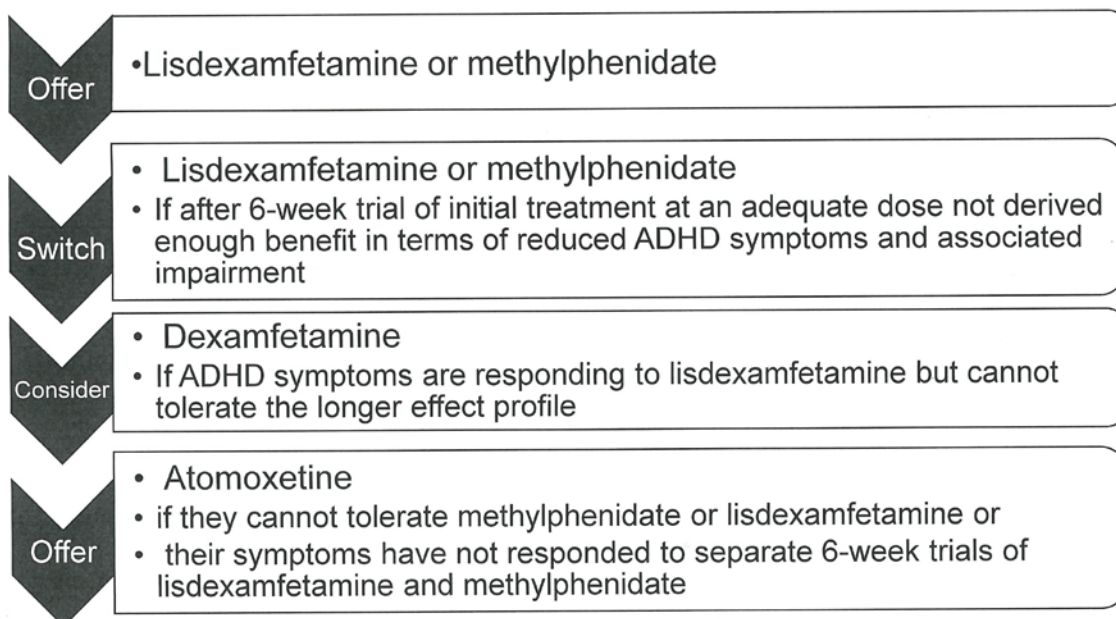 Offer
•Lisdexamfetamine or methylphenidate
Switch
• Lisdexamfetamine or methylphenidate
• If after 6-week trial of initial treatment at an adequate dose not derived
enough benefit in terms of reduced ADHD symptoms and associated
impairment
Consider
• Dexamfetamine
• If ADHD symptoms are responding to lisdexamfetamine but cannot
tolerate the longer effect profile
Offer
• Atomoxetine
• if they cannot tolerate methylphenidate or lisdexamfetamine or
• their symptoms have not responded to separate 6-week trials of
lisdexamfetamine and methylphenidate